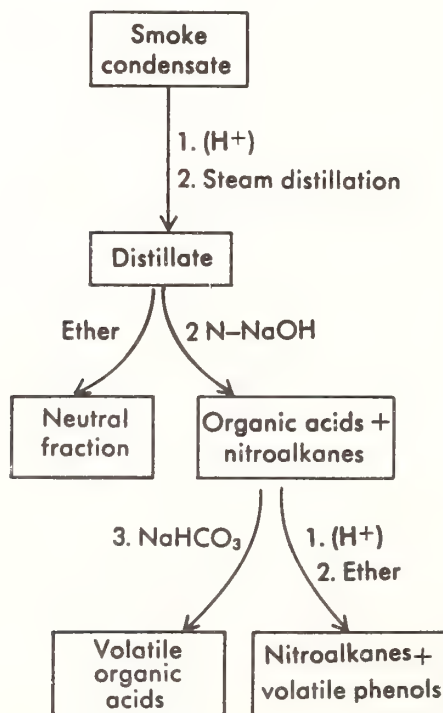 Smoke
condensate
1. (H+)
2. Steam distillation
Distillate
Ether
2 N–NaOH
Neutral
fraction
Organic acids +
nitroalkanes
3. NaHCO₃
1. (H+)
2. Ether
Volatile
organic
acids
Nitroalkanes+
volatile phenols